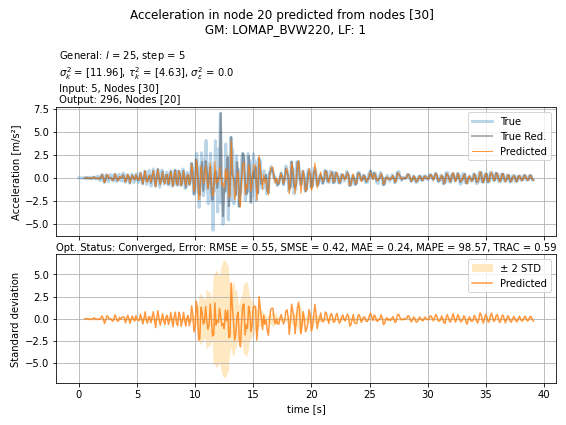 Acceleration in node 20 predicted from nodes [30]
GM: LOMAP_BVW220, LF: 1
General: l = 25, step = 5
σ²ₖ = [11.96], τ²ₖ = [4.63], σ²ε = 0.0
Input: 5, Nodes [30]
Output: 296, Nodes [20]
7.5
5.0
2.5
0.0
−2.5
−5.0
Acceleration [m/s²]
True
True Red.
Predicted
Opt. Status: Converged, Error: RMSE = 0.55, SMSE = 0.42, MAE = 0.24, MAPE = 98.57, TRAC = 0.59
5.0
2.5
0.0
−2.5
−5.0
Standard deviation
± 2 STD
Predicted
0 5 10 15 20 25 30 35 40
time [s]